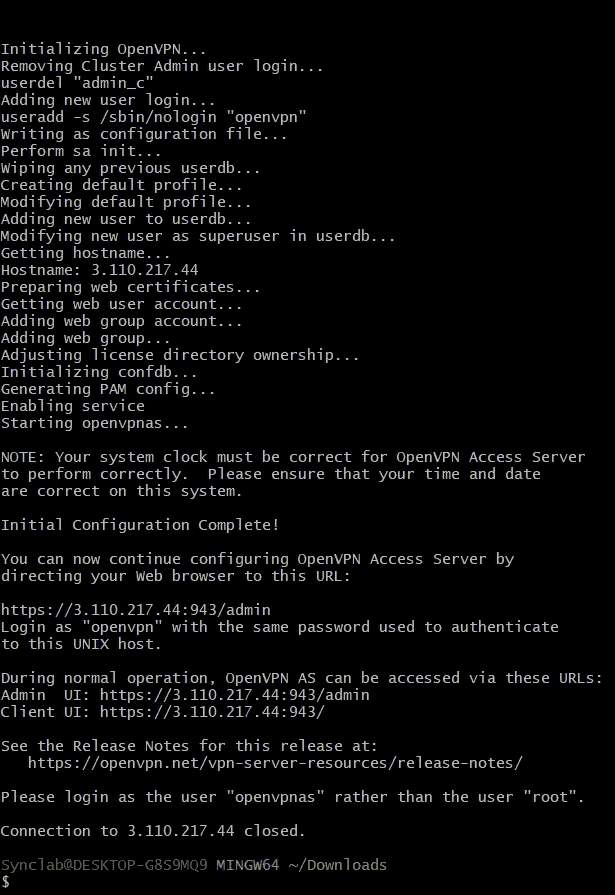 Initializing OpenVPN...
Removing Cluster Admin user login...
userdel "admin_c"
Adding new user login...
useradd -s /sbin/nologin "openvpn"
Writing as configuration file...
Perform sa init...
Wiping any previous userdb...
Creating default profile...
Modifying default profile...
Adding new user to userdb...
Modifying new user as superuser in userdb...
Getting hostname...
Hostname: 3.110.217.44
Preparing web certificates...
Getting web user account...
Adding web group account...
Adding web group...
Adjusting license directory ownership...
Initializing confdb...
Generating PAM config...
Enabling service
Starting openvpnas...

NOTE: Your system clock must be correct for OpenVPN Access Server
to perform correctly.  Please ensure that your time and date
are correct on this system.

Initial Configuration Complete!

You can now continue configuring OpenVPN Access Server by
directing your Web browser to this URL:

https://3.110.217.44:943/admin
Login as "openvpn" with the same password used to authenticate
to this UNIX host.

During normal operation, OpenVPN AS can be accessed via these URLs:
Admin  UI: https://3.110.217.44:943/admin
Client UI: https://3.110.217.44:943/

See the Release Notes for this release at:
   https://openvpn.net/vpn-server-resources/release-notes/

Please login as the user "openvpnas" rather than the user "root".

Connection to 3.110.217.44 closed.

Synclab@DESKTOP-G8S9MQ9 MINGW64 ~/Downloads
$